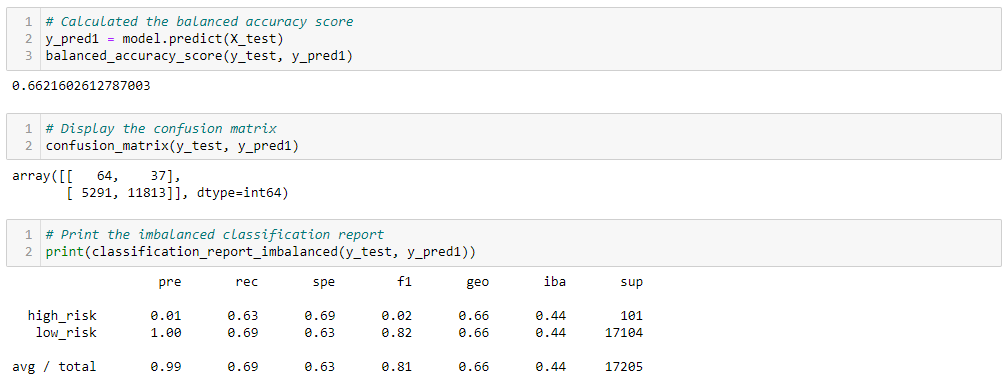 1 # Calculated the balanced accuracy score
2 y_pred1 = model.predict(X_test)
3 balanced_accuracy_score(y_test, y_pred1)
0.6621602612787003
1 # Display the confusion matrix
2 confusion_matrix(y_test, y_pred1)
array([[   64,    37],
       [ 5291, 11813]], dtype=int64)
1 # Print the imbalanced classification report
2 print(classification_report_imbalanced(y_test, y_pred1))
pre rec spe f1 geo iba sup
high_risk 0.01 0.63 0.69 0.02 0.66 0.44 101
low_risk 1.00 0.69 0.63 0.82 0.66 0.44 17104
avg / total 0.99 0.69 0.63 0.81 0.66 0.44 17205